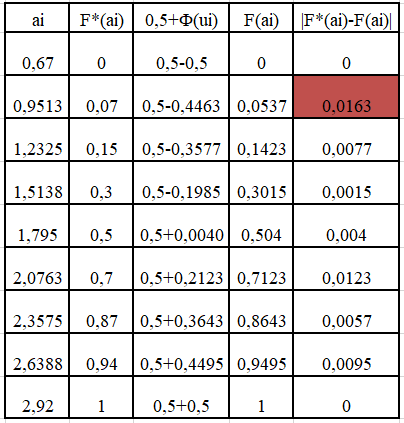 ai F*(ai) 0,5+Ф(ui) F(ai) |F*(ai)-F(ai)|
0,67 0 0,5-0,5 0 0
0,9513 0,07 0,5-0,4463 0,0537 0,0163
1,2325 0,15 0,5-0,3577 0,1423 0,0077
1,5138 0,3 0,5-0,1985 0,3015 0,0015
1,795 0,5 0,5+0,0040 0,504 0,004
2,0763 0,7 0,5+0,2123 0,7123 0,0123
2,3575 0,87 0,5+0,3643 0,8643 0,0057
2,6388 0,94 0,5+0,4495 0,9495 0,0095
2,92 1 0,5+0,5 1 0